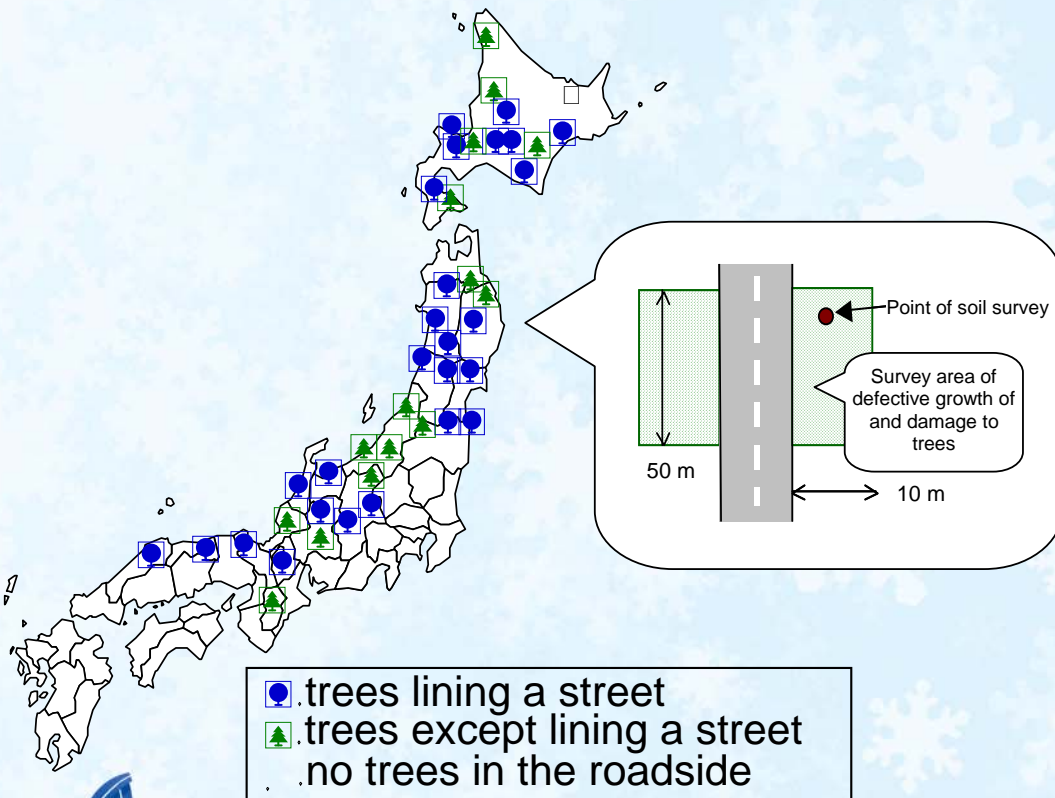 Point of soil survey
Survey area of
defective growth of
and damage to
trees
50 m
10 m
.trees lining a street
.trees except lining a street
.no trees in the roadside